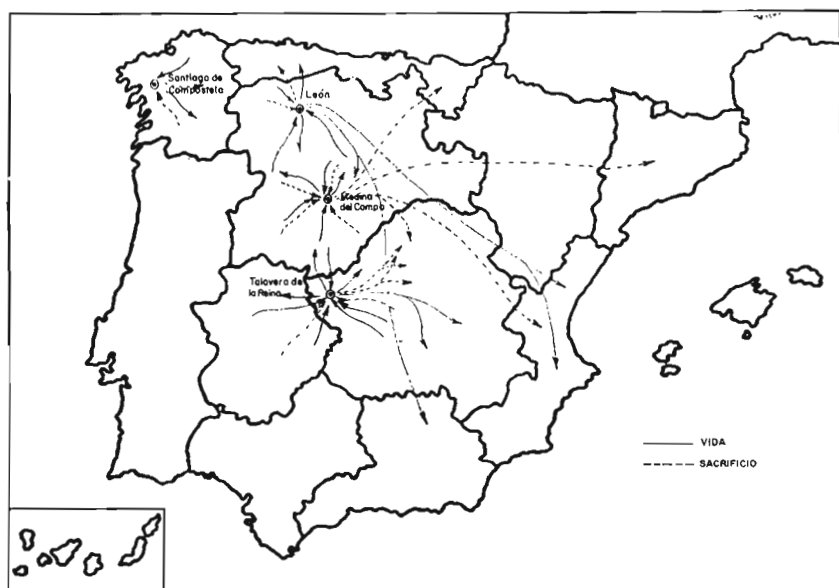 Santiago de
Compostela
León
Medina
del Campo
Talavera de
la Reina
VIDA
SACRIFICIO